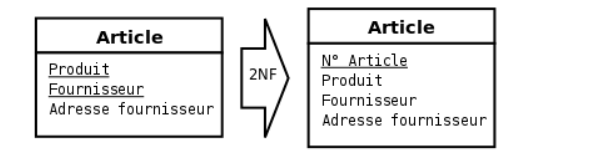 Article
Produit
Fournisseur
Adresse fournisseur
2NF
Article
N° Article
Produit
Fournisseur
Adresse fournisseur